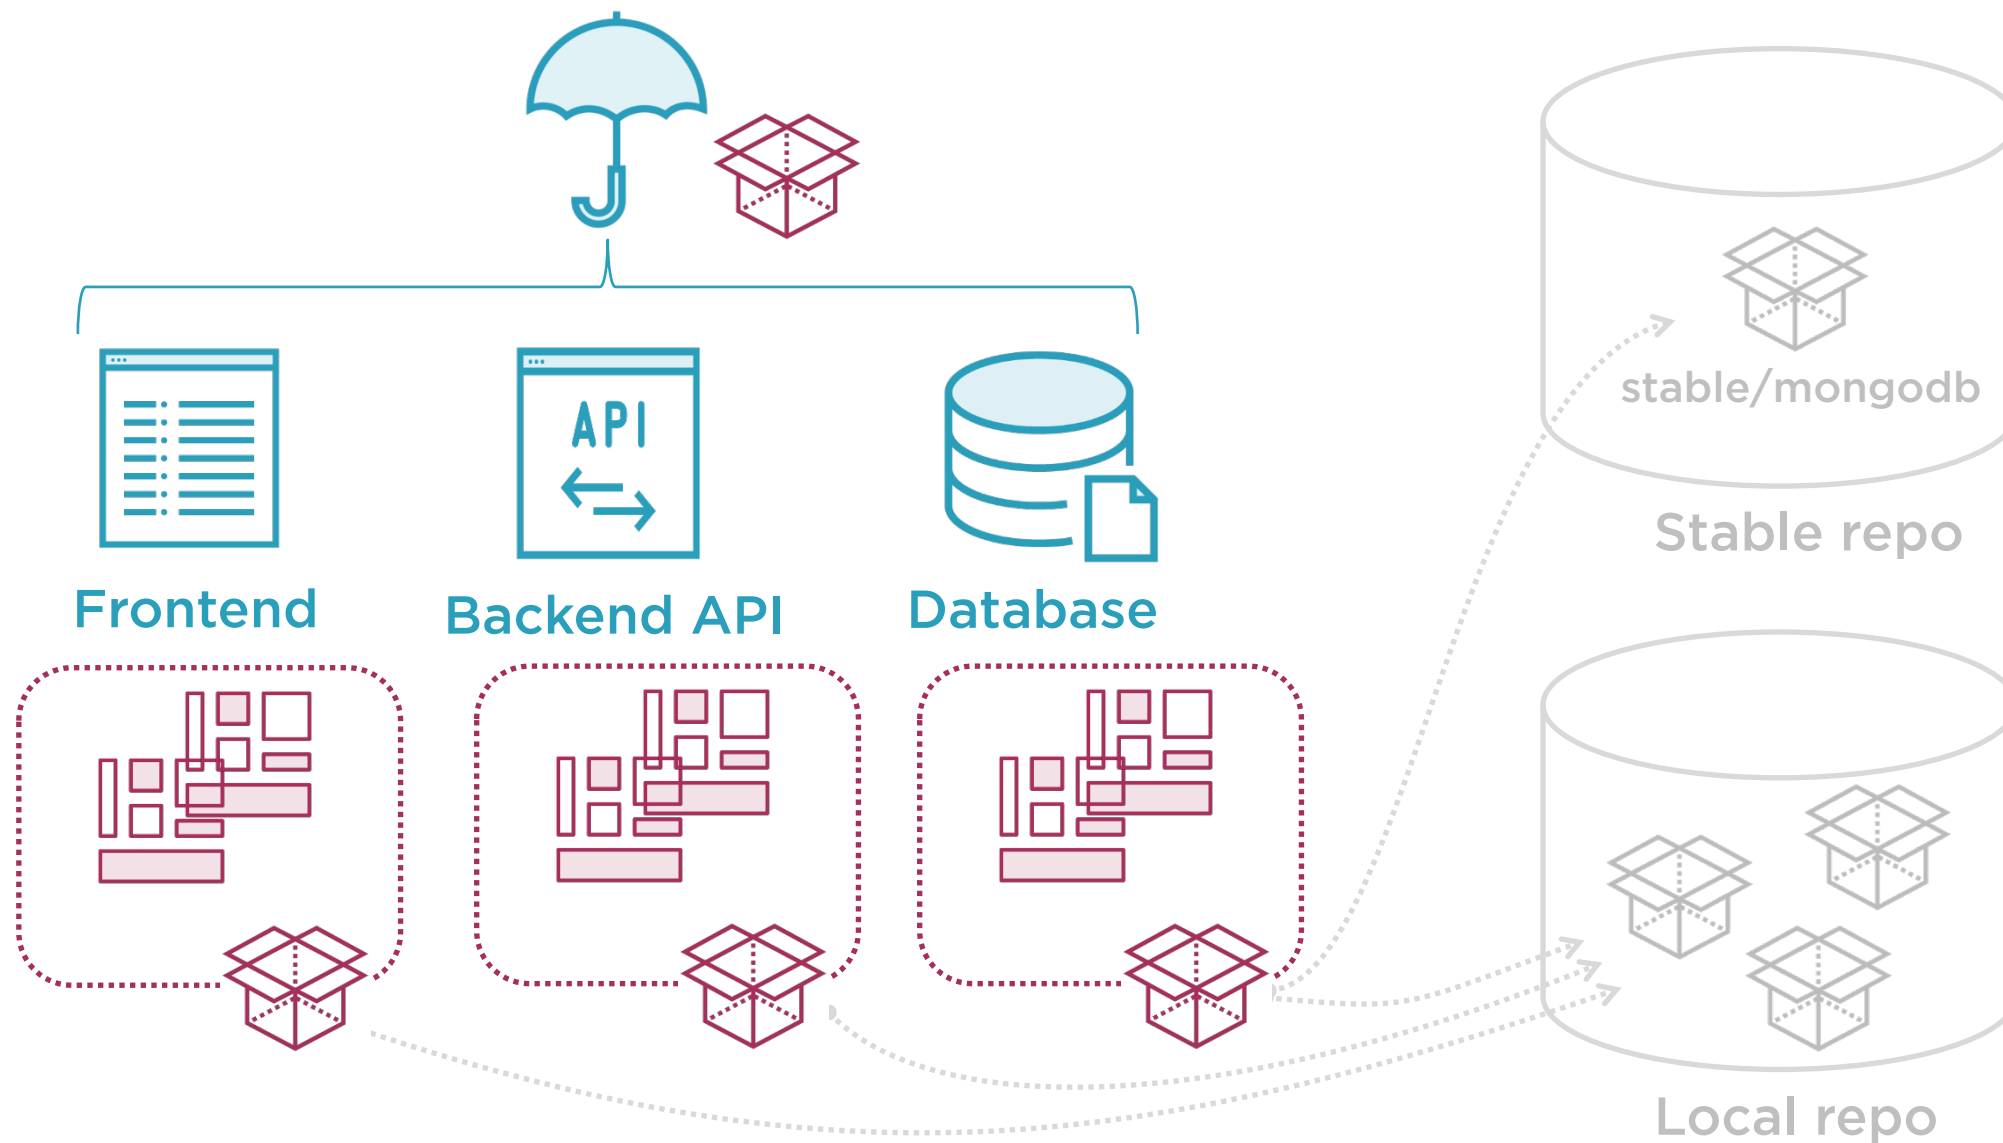 API
Frontend
Backend API
Database
stable/mongodb
Stable repo
Local repo